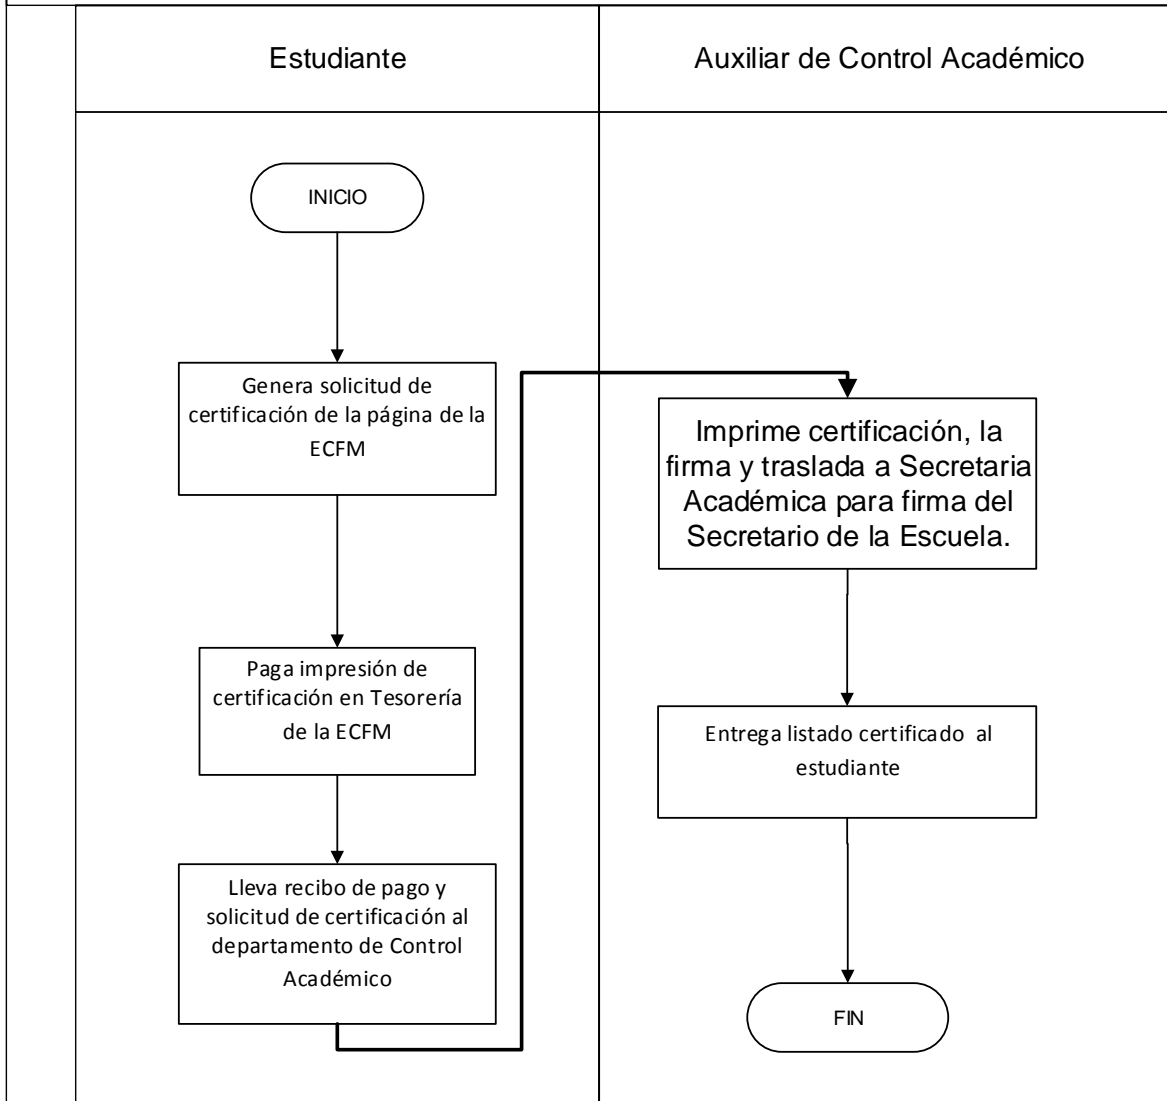 Estudiante
Auxiliar de Control Académico
INICIO
Genera solicitud de
certificación de la página de la
ECFM
Paga impresión de
certificación en Tesorería
de la ECFM
Lleva recibo de pago y
solicitud de certificación al
departamento de Control
Académico
Imprime certificación, la
firma y traslada a Secretaria
Académica para firma del
Secretario de la Escuela.
Entrega listado certificado al
estudiante
FIN